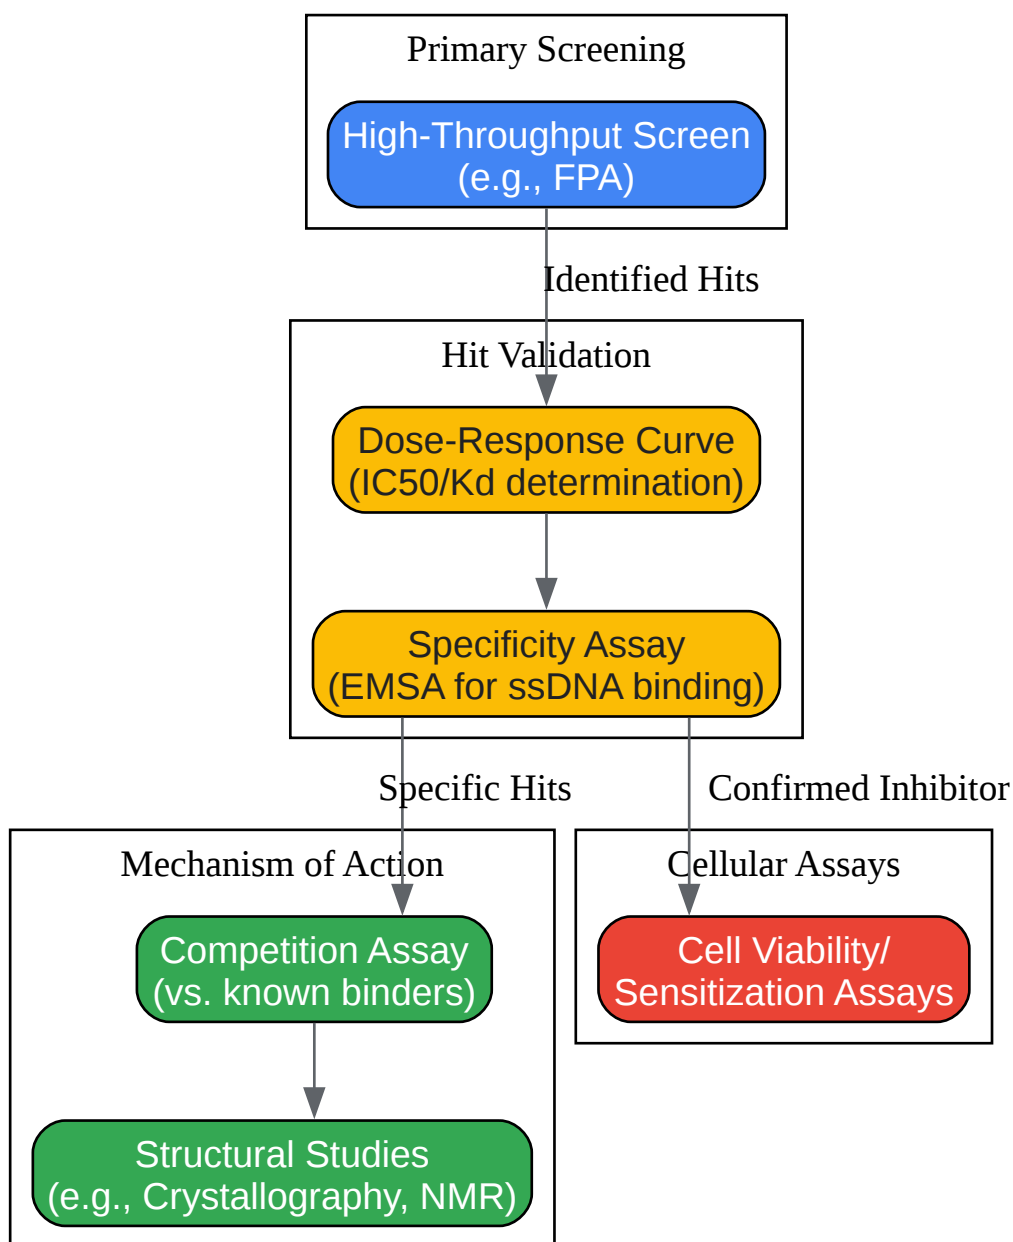 Primary Screening
High-Throughput Screen
(e.g., FPA)
Identified Hits
Hit Validation
Dose-Response Curve
(IC50/Kd determination)
Specificity Assay
(EMSA for ssDNA binding)
Specific Hits
Confirmed Inhibitor
Mechanism of Action
Cellular Assays
Competition Assay
(vs. known binders)
Cell Viability/
Sensitization Assays
Structural Studies
(e.g., Crystallography, NMR)